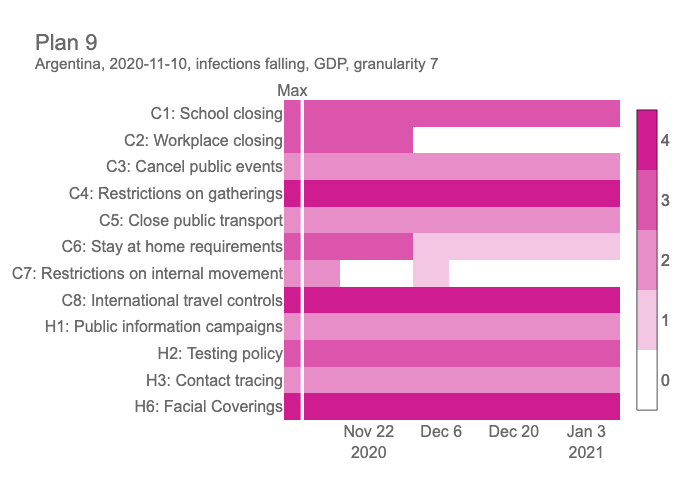 Plan 9
Argentina, 2020-11-10, infections falling, GDP, granularity 7
Max
C1: School closing
C2: Workplace closing
C3: Cancel public events
C4: Restrictions on gatherings
C5: Close public transport
C6: Stay at home requirements
C7: Restrictions on internal movement
C8: International travel controls
H1: Public information campaigns
H2: Testing policy
H3: Contact tracing
H6: Facial Coverings
4
3
2
1
0
Nov 22 Dec 6 Dec 20 Jan 3
2020 2021